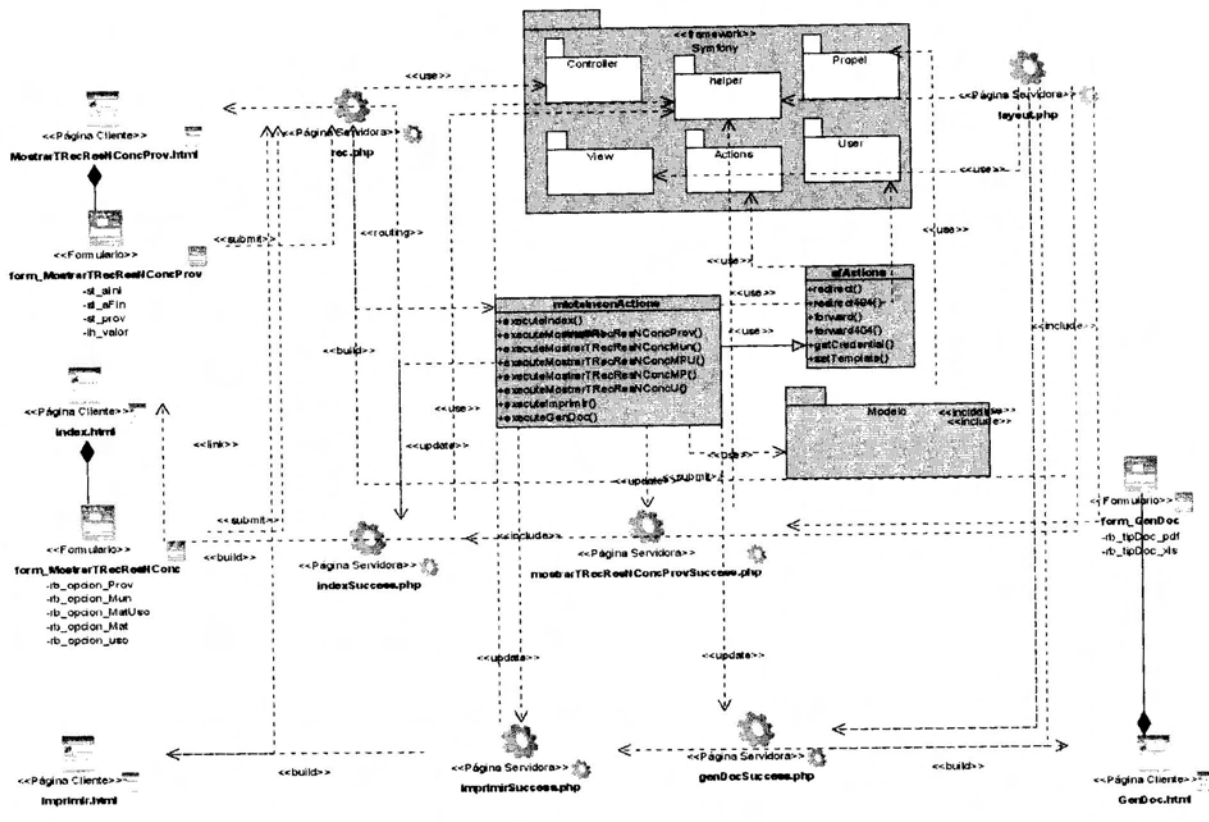 <<framework>>
Symfony
Controller
helper
Propel
View
Actions
User
<<Página Cliente>>
MostrarTRecResNConcProv.html
<<Formulario>>
form_MostrarTRecResNConcProv
-st_aIni
-st_aFin
-st_prov
-ih_valor
<<Página Cliente>>
index.html
<<Formulario>>
form_MostrarTRecResNConc
-rb_opcion_Prov
-rb_opcion_Mun
-rb_opcion_MatUso
-rb_opcion_Mat
-rb_opcion_uso
<<Página Cliente>>
imprimir.html
<<use>>
<<Página Servidora>>
rec.php
<<submit>>
<<routing>>
<<build>>
<<use>>
<<link>>
<<update>>
<<submit>>
<<build>>
<<Página Servidora>>
indexSuccess.php
<<include>>
+executeIndex()
+executeMostrarTRecResNConcProv()
+executeMostrarTRecResNConcMun()
+executeMostrarTRecResNConcMPU()
+executeMostrarTRecResNConcMP()
+executeMostrarTRecResNConcU()
+executeImprimir()
+executeGenDoc()
sfActions
+redirect()
+redirect404()
+forward()
+forward404()
+getCredential()
+setTemplate()
<<use>>
<<use>>
<<use>>
<<use>>
<<use>>
Modelo
<<include>>
<<include>>
<<use>>
<<update>>
<<submit>>
<<Página Servidora>>
mostrarTRecResNConcProvSuccess.php
<<Página Servidora>>
layout.php
<<Formulario>>
form_GenDoc
-rb_tipDoc_pdf
-rb_tipDoc_xls
<<update>>
<<update>>
<<Página Servidora>>
imprimirSuccess.php
<<build>>
<<Página Servidora>>
genDocSuccess.php
<<build>>
<<Página Cliente>>
GenDoc.html